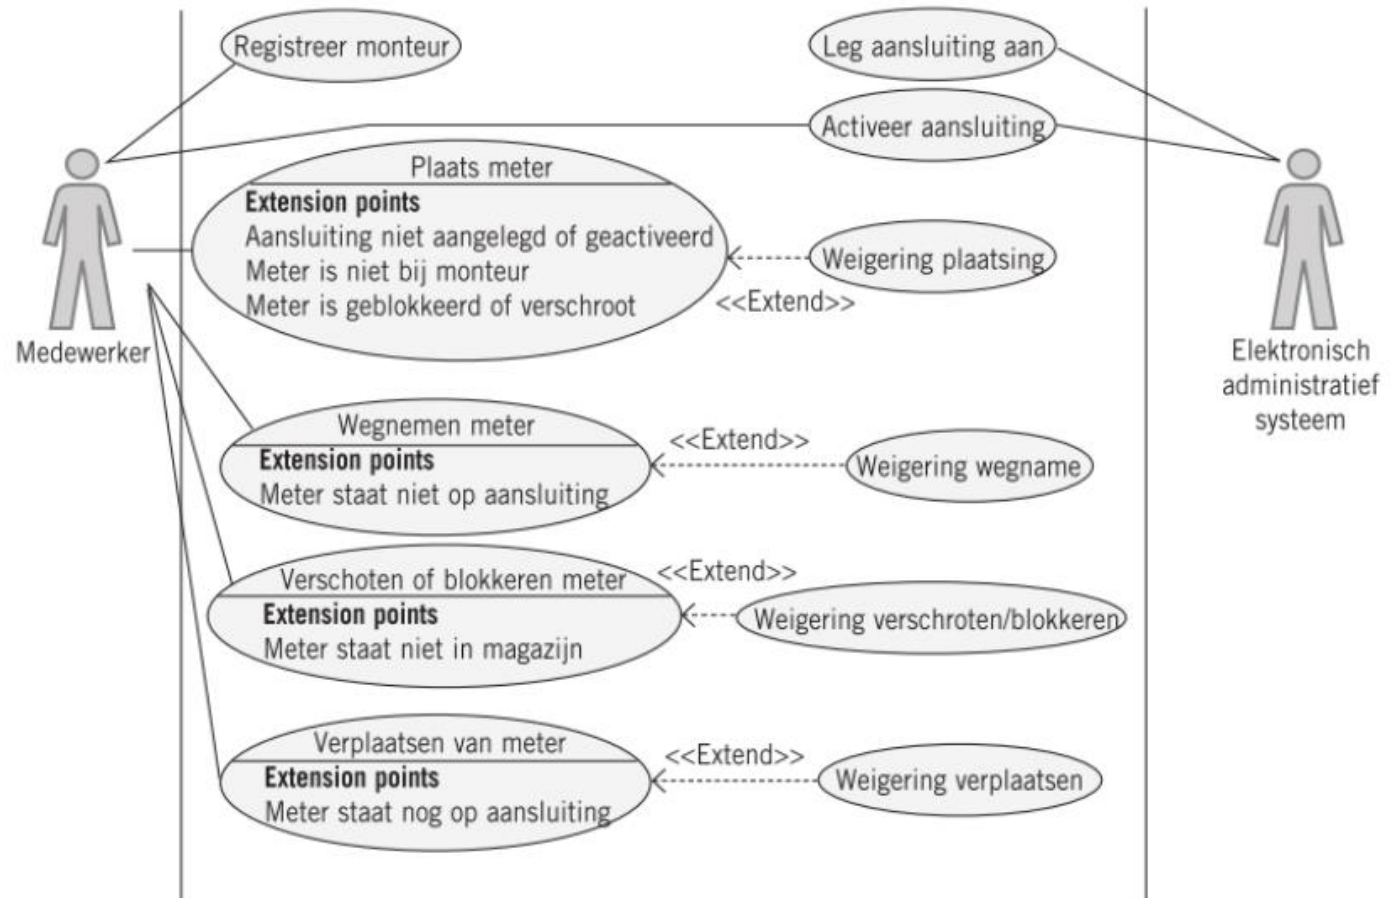 Registreer monteur
Leg aansluiting aan
Activeer aansluiting
Plaats meter
Extension points
Aansluiting niet aangelegd of geactiveerd
Meter is niet bij monteur
Meter is geblokkeerd of verschroot
Weigering plaatsing
<<Extend>>
Medewerker
Elektronisch
administratief
systeem
Wegnemen meter
Extension points
Meter staat niet op aansluiting
<<Extend>>
Weigering wegname
Verschoten of blokkeren meter
Extension points
Meter staat niet in magazijn
<<Extend>>
Weigering verschroten/blokkeren
Verplaatsen van meter
Extension points
Meter staat nog op aansluiting
<<Extend>>
Weigering verplaatsen